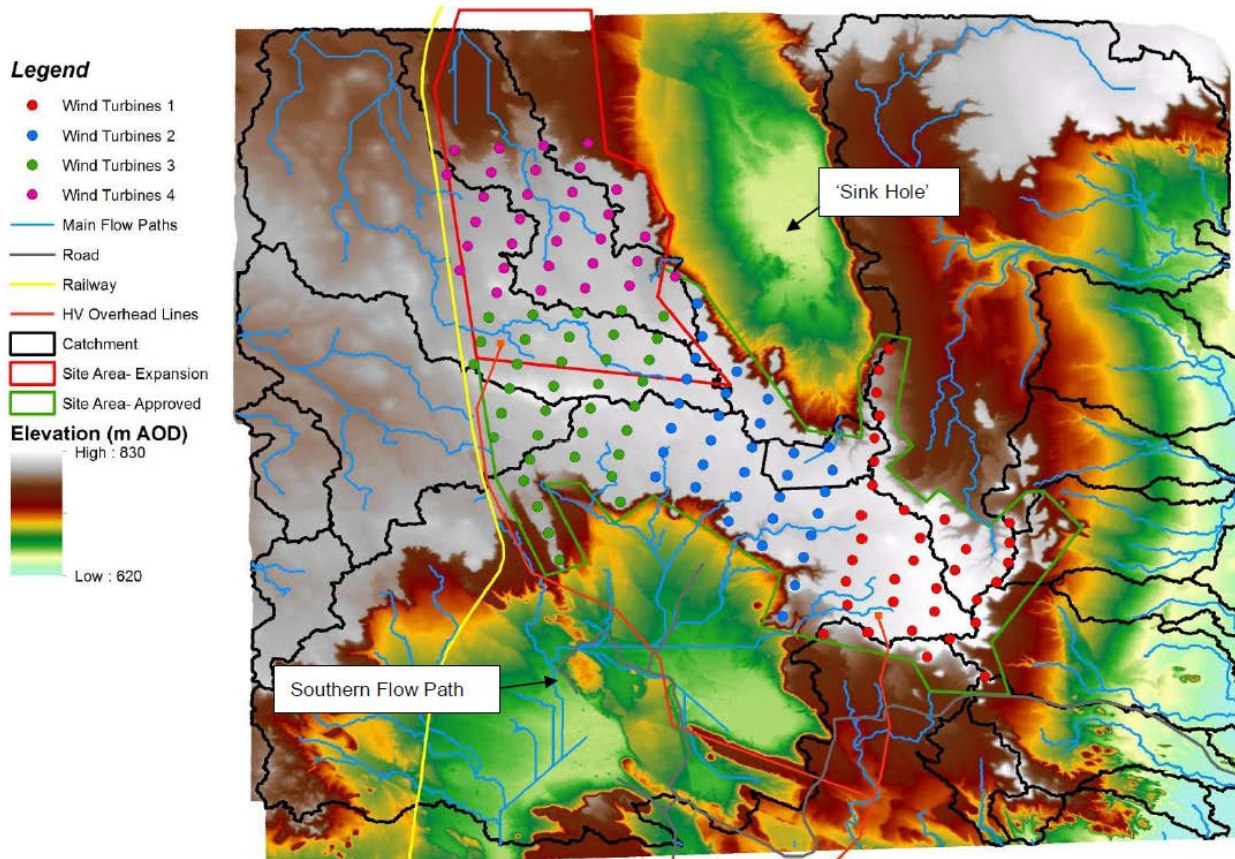 Legend
Wind Turbines 1
Wind Turbines 2
Wind Turbines 3
Wind Turbines 4
Main Flow Paths
Road
Railway
HV Overhead Lines
Catchment
Site Area- Expansion
Site Area- Approved
Elevation (m AOD)
High : 830
Low : 620
'Sink Hole'
Southern Flow Path